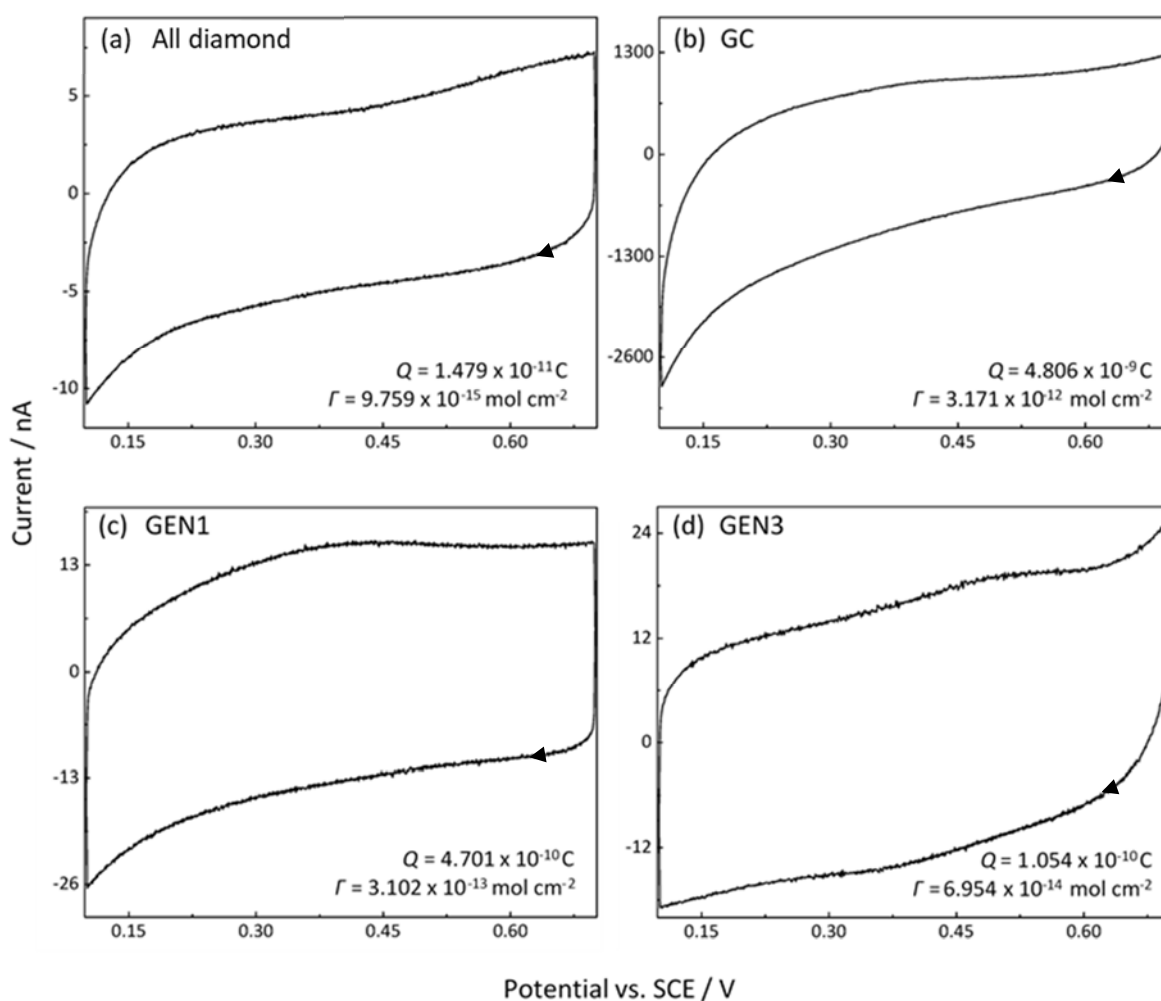 (a) All diamond
5
0
-5
-10
0.15 0.30 0.45 0.60
Q = 1.479 x 10⁻¹¹ C
Γ = 9.759 x 10⁻¹⁵ mol cm⁻²
(b) GC
1300
0
-1300
-2600
0.15 0.30 0.45 0.60
Q = 4.806 x 10⁻⁹ C
Γ = 3.171 x 10⁻¹² mol cm⁻²
Current / nA
(c) GEN1
13
0
-13
-26
0.15 0.30 0.45 0.60
Q = 4.701 x 10⁻¹⁰ C
Γ = 3.102 x 10⁻¹³ mol cm⁻²
(d) GEN3
24
12
0
-12
0.15 0.30 0.45 0.60
Q = 1.054 x 10⁻¹⁰ C
Γ = 6.954 x 10⁻¹⁴ mol cm⁻²
Potential vs. SCE / V